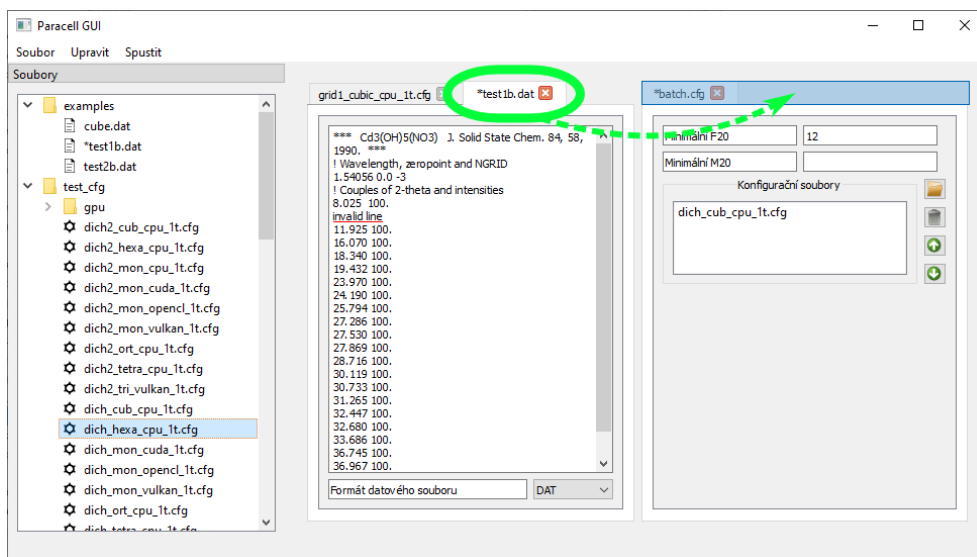 Paracell GUI
Soubor Upravit Spustit
Soubory
examples
cube.dat
*test1b.dat
test2b.dat
test_cfg
gpu
dich2_cub_cpu_1t.cfg
dich2_hexa_cpu_1t.cfg
dich2_mon_cpu_1t.cfg
dich2_mon_cuda_1t.cfg
dich2_mon_opencl_1t.cfg
dich2_mon_vulkan_1t.cfg
dich2_ort_cpu_1t.cfg
dich2_tetra_cpu_1t.cfg
dich2_tri_vulkan_1t.cfg
dich_cub_cpu_1t.cfg
dich_hexa_cpu_1t.cfg
dich_mon_cuda_1t.cfg
dich_mon_opencl_1t.cfg
dich_mon_vulkan_1t.cfg
dich_ort_cpu_1t.cfg
dich_tetra_cpu_1t.cfg
grid1_cubic_cpu_1t.cfg
*test1b.dat
*** Cd3(OH)5(NO3) J. Solid State Chem. 84, 58,
1990. ***
! Wavelength, zeropoint and NGRID
1.54056 0.0 -3
! Couples of 2-theta and intensities
8.025 100.
invalid line
11.925 100.
16.070 100.
18.340 100.
19.432 100.
23.970 100.
24.190 100.
25.794 100.
27.286 100.
27.530 100.
27.869 100.
28.716 100.
30.119 100.
30.733 100.
31.265 100.
32.447 100.
32.680 100.
33.686 100.
36.745 100.
36.967 100.
Formát datového souboru DAT
*batch.cfg
Minimální F20 12
Minimální M20
Konfigurační soubory
dich_cub_cpu_1t.cfg